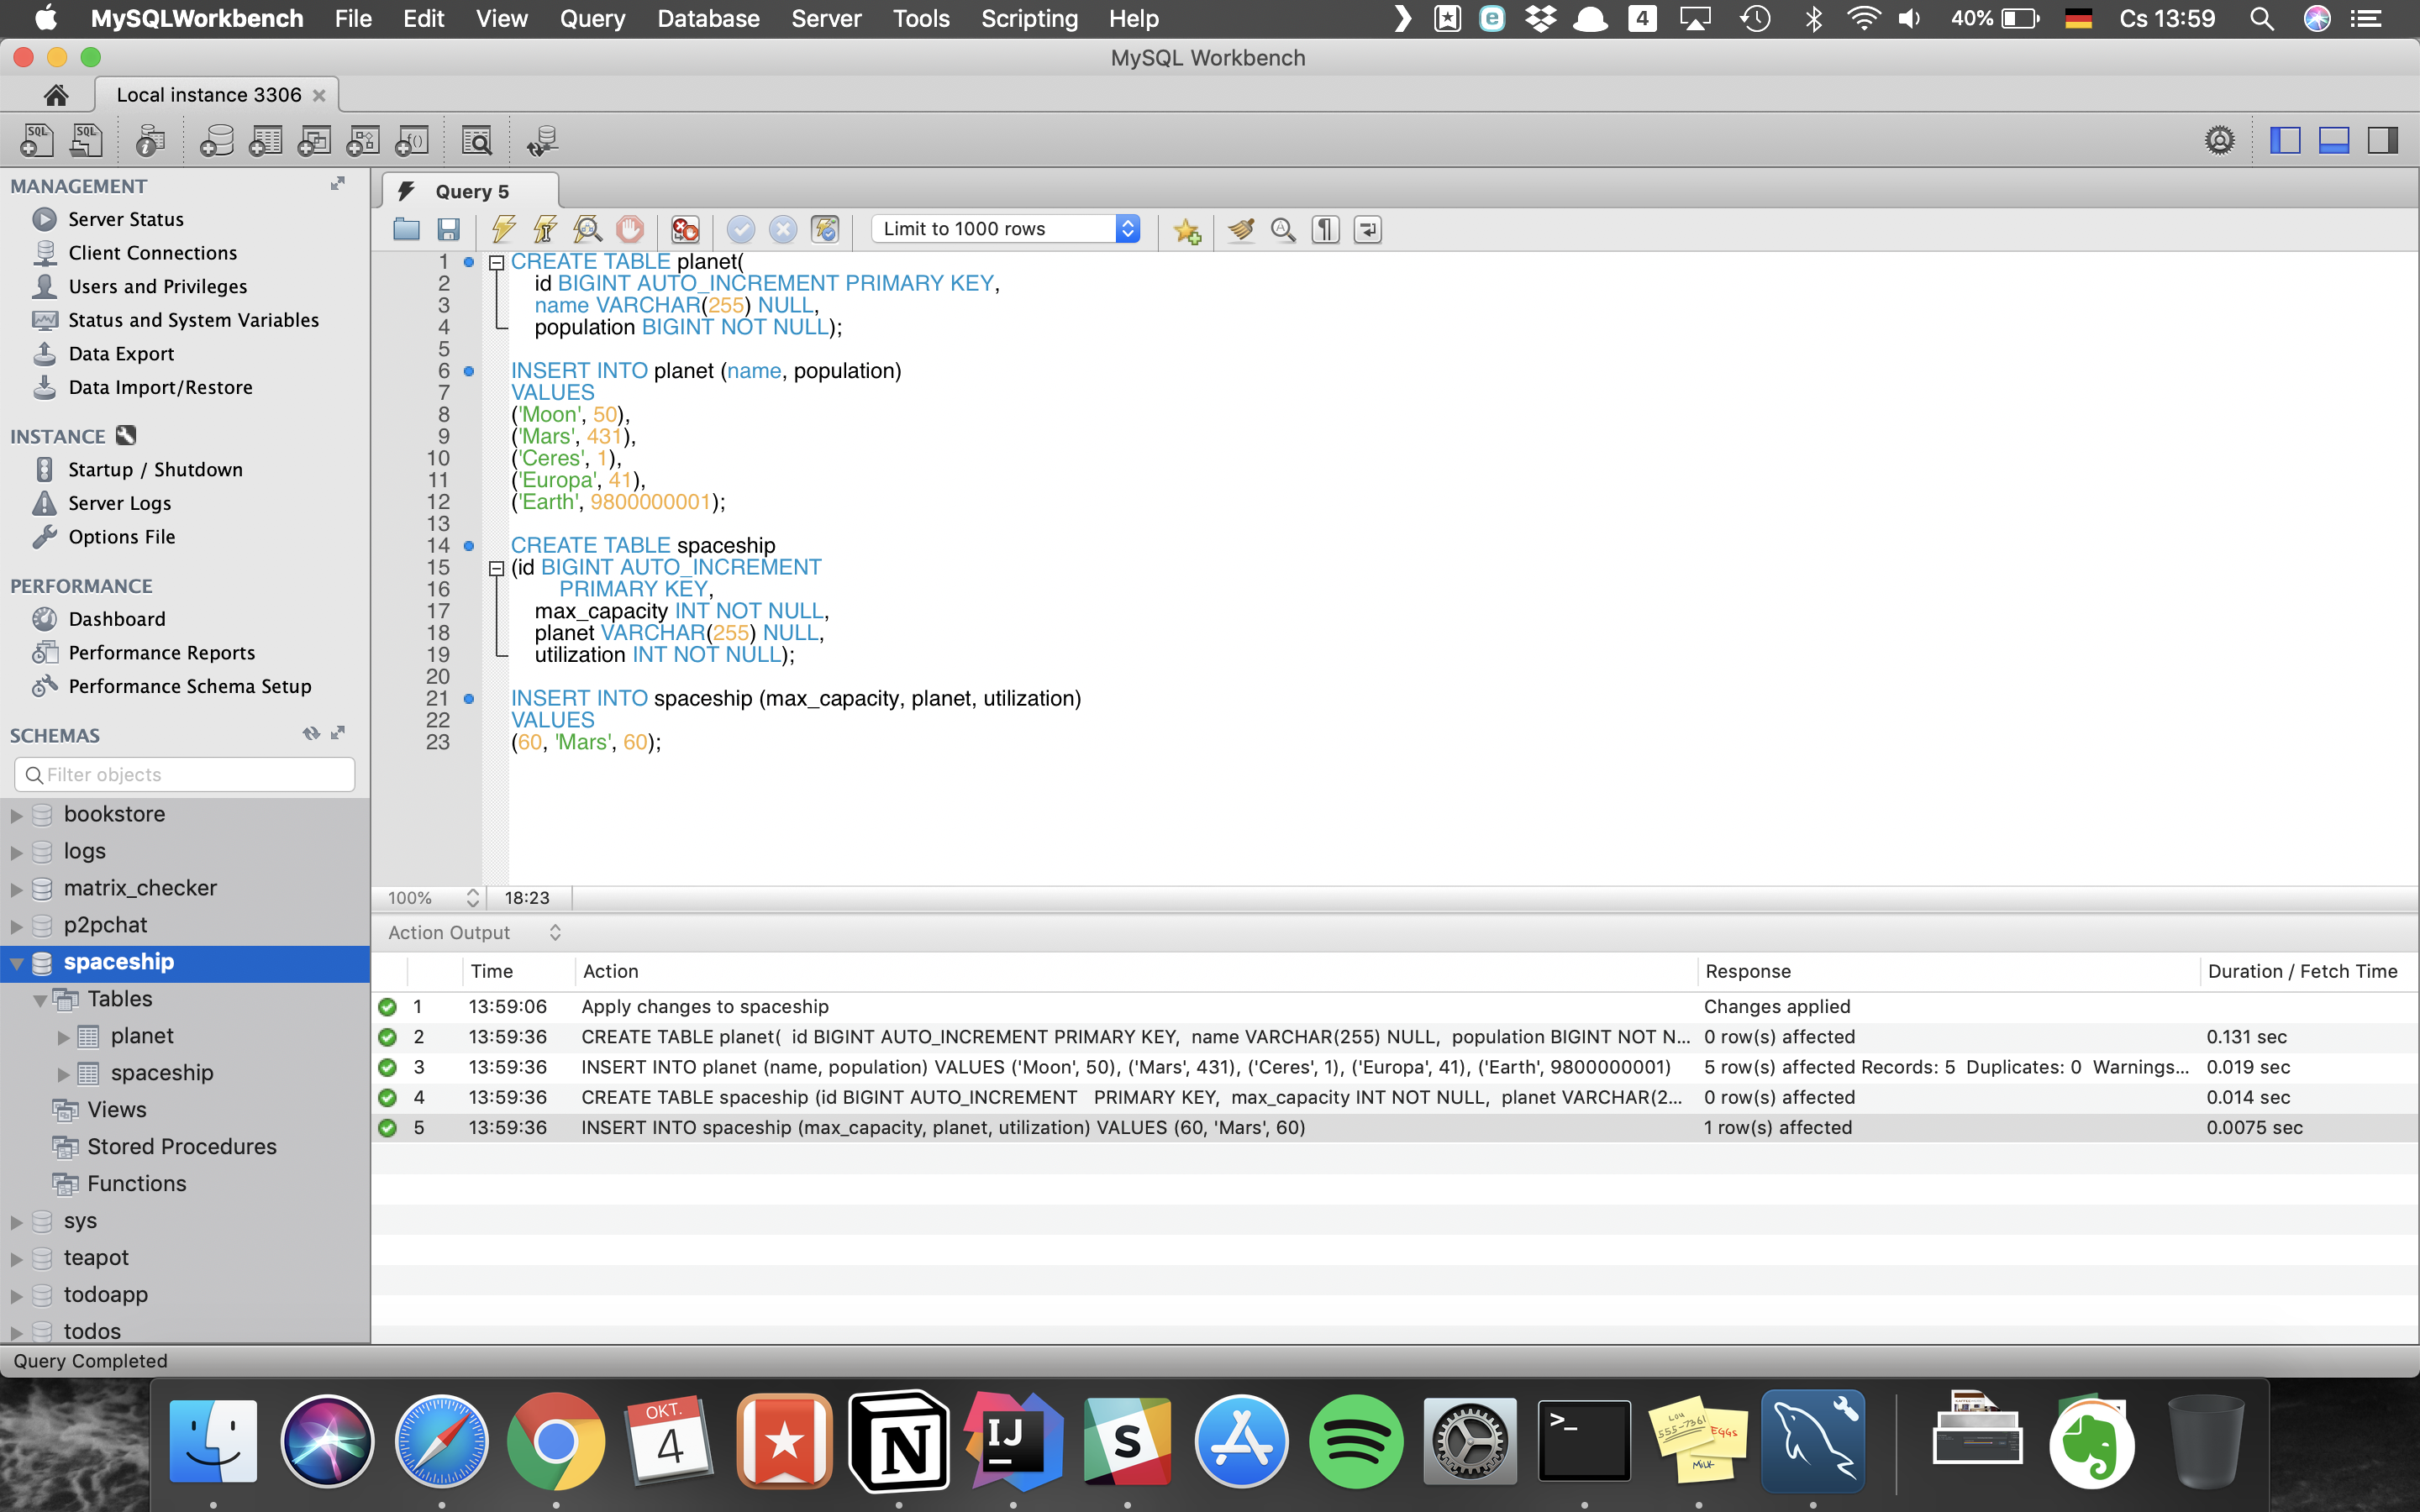 MySQLWorkbench File Edit View Query Database Server Tools Scripting Help 4 40% Cs 13:59
MySQL Workbench
Local instance 3306
SQL SQL
MANAGEMENT
Server Status
Client Connections
Users and Privileges
Status and System Variables
Data Export
Data Import/Restore
INSTANCE
Startup / Shutdown
Server Logs
Options File
PERFORMANCE
Dashboard
Performance Reports
Performance Schema Setup
SCHEMAS
Filter objects
bookstore
logs
matrix_checker
p2pchat
spaceship
Tables
planet
spaceship
Views
Stored Procedures
Functions
sys
teapot
todoapp
todos
Query 5
Limit to 1000 rows
1 CREATE TABLE planet(
2 id BIGINT AUTO_INCREMENT PRIMARY KEY,
3 name VARCHAR(255) NULL,
4 population BIGINT NOT NULL);
5
6 INSERT INTO planet (name, population)
7 VALUES
8 ('Moon', 50),
9 ('Mars', 431),
10 ('Ceres', 1),
11 ('Europa', 41),
12 ('Earth', 9800000001);
13
14 CREATE TABLE spaceship
15 (id BIGINT AUTO_INCREMENT
16 PRIMARY KEY,
17 max_capacity INT NOT NULL,
18 planet VARCHAR(255) NULL,
19 utilization INT NOT NULL);
20
21 INSERT INTO spaceship (max_capacity, planet, utilization)
22 VALUES
23 (60, 'Mars', 60);
100% 18:23
Action Output
Time Action Response Duration / Fetch Time
1 13:59:06 Apply changes to spaceship Changes applied
2 13:59:36 CREATE TABLE planet( id BIGINT AUTO_INCREMENT PRIMARY KEY, name VARCHAR(255) NULL, population BIGINT NOT N... 0 row(s) affected 0.131 sec
3 13:59:36 INSERT INTO planet (name, population) VALUES ('Moon', 50), ('Mars', 431), ('Ceres', 1), ('Europa', 41), ('Earth', 9800000001) 5 row(s) affected Records: 5 Duplicates: 0 Warnings... 0.019 sec
4 13:59:36 CREATE TABLE spaceship (id BIGINT AUTO_INCREMENT PRIMARY KEY, max_capacity INT NOT NULL, planet VARCHAR(2... 0 row(s) affected 0.014 sec
5 13:59:36 INSERT INTO spaceship (max_capacity, planet, utilization) VALUES (60, 'Mars', 60) 1 row(s) affected 0.0075 sec
Query Completed
OKT.
4
N
IJ
S
>_
LOU
555-7361
EGGS
MILK